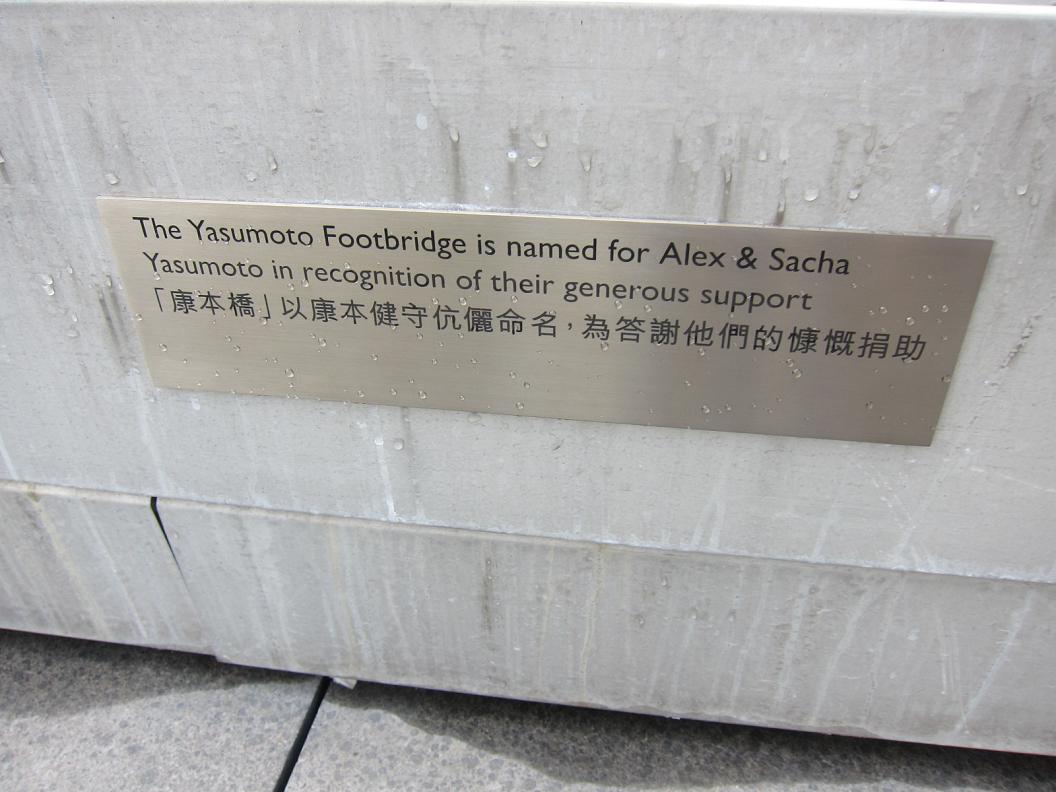 The Yasumoto Footbridge is named for Alex & Sacha
Yasumoto in recognition of their generous support
「康本橋」以康本健守伉儷命名，為答謝他們的慷慨捐助